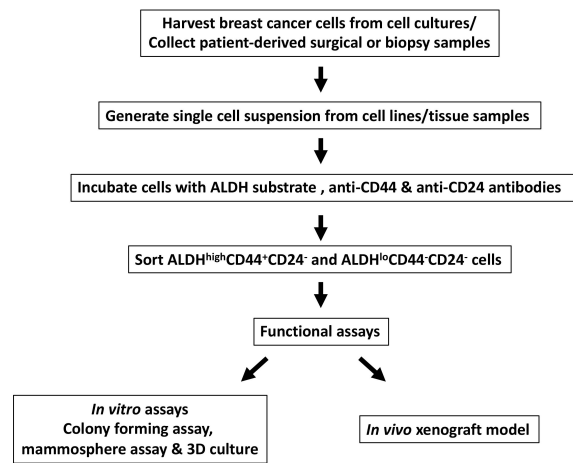 Harvest breast cancer cells from cell cultures/
Collect patient-derived surgical or biopsy samples
Generate single cell suspension from cell lines/tissue samples
Incubate cells with ALDH substrate , anti-CD44 & anti-CD24 antibodies
Sort ALDHʰⁱᵍʰCD44⁺CD24⁻ and ALDHˡᵒCD44⁻CD24⁻ cells
Functional assays
In vitro assays
Colony forming assay,
mammosphere assay & 3D culture
In vivo xenograft model